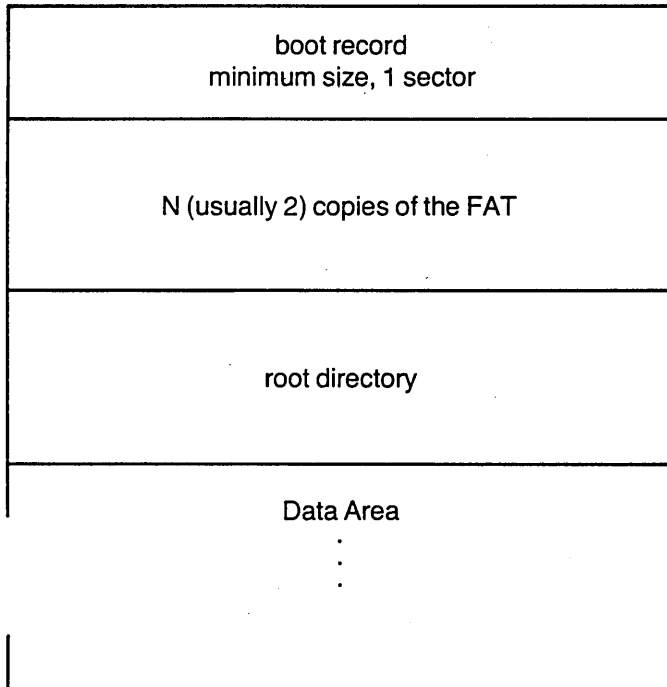 boot record
minimum size, 1 sector
N (usually 2) copies of the FAT
root directory
Data Area